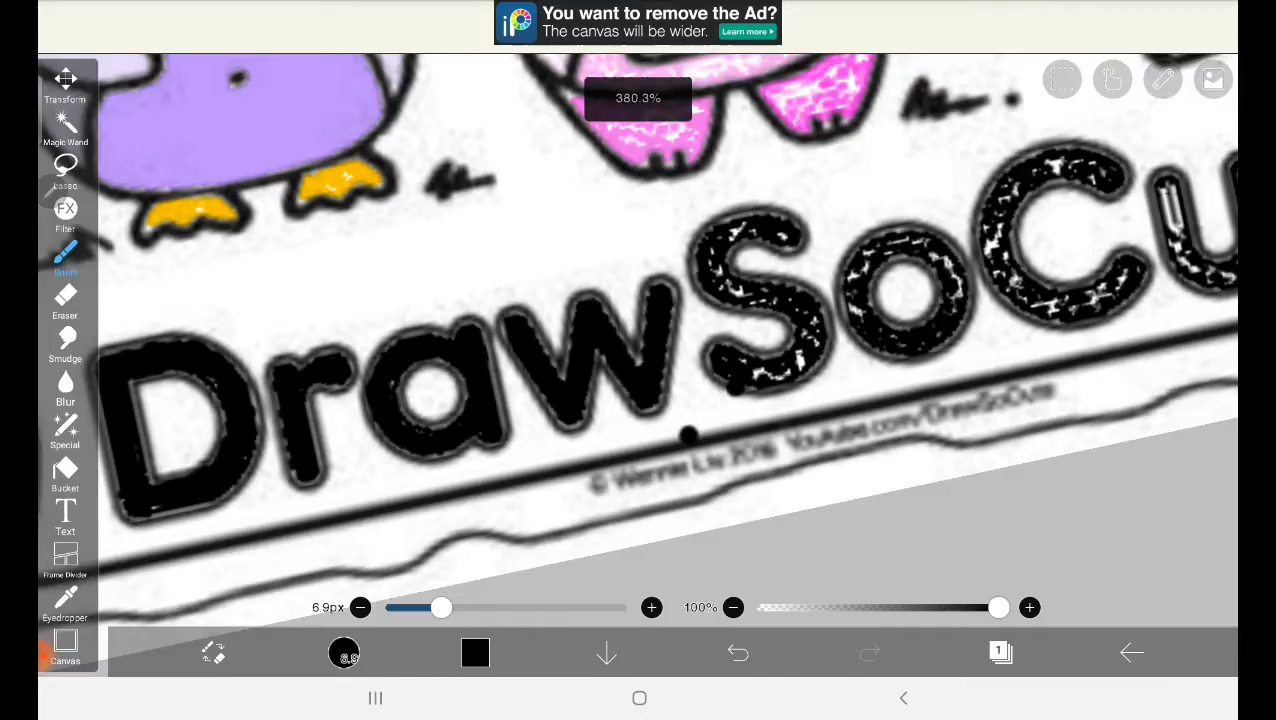 You want to remove the Ad?
The canvas will be wider.
Learn more
380.3%
Transform
Magic Wand
Lasso
FX
Filter
Brush
Eraser
Smudge
Blur
Special
Bucket
T
Text
Frame Divider
Eyedropper
Canvas
DrawSoCu
© Wennie Liu 2016 YouTube.com/DrawSoCute
6.9px
100%
1